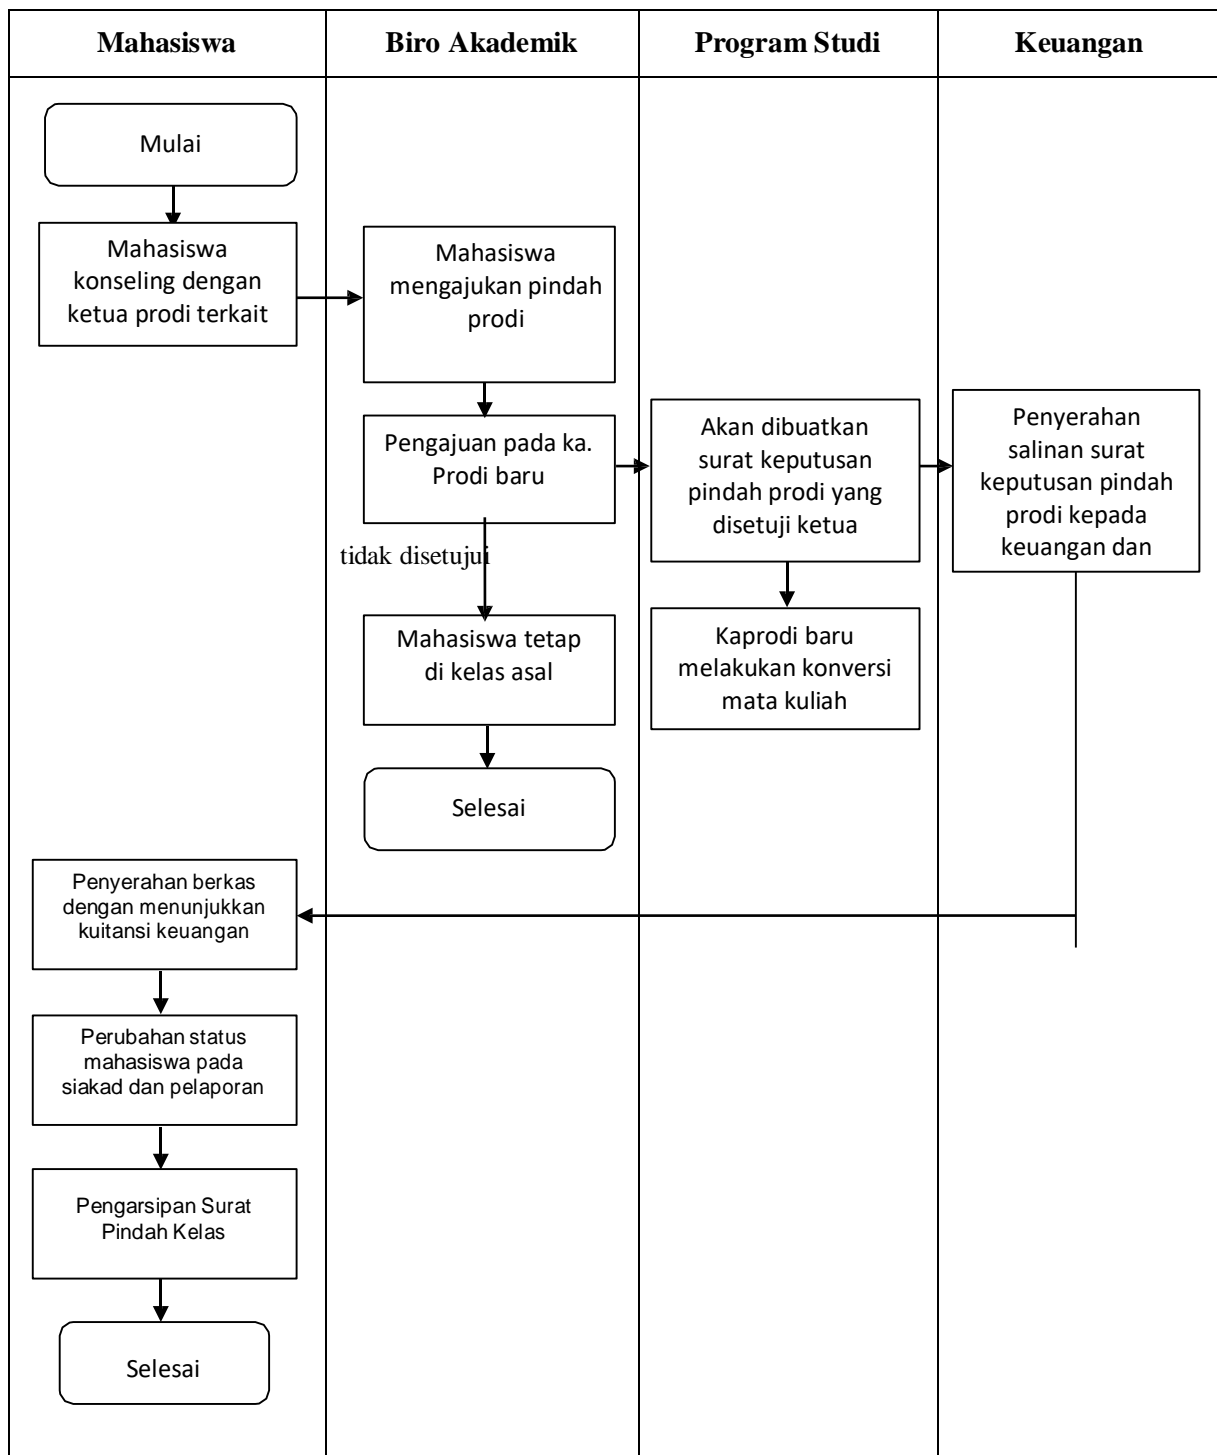 Mahasiswa
Biro Akademik
Program Studi
Keuangan
Mulai
Mahasiswa
konseling dengan
ketua prodi terkait
Mahasiswa
mengajukan pindah
prodi
Pengajuan pada ka.
Prodi baru
Akan dibuatkan
surat keputusan
pindah prodi yang
disetuji ketua
Penyerahan
salinan surat
keputusan pindah
prodi kepada
keuangan dan
tidak disetujui
Mahasiswa tetap
di kelas asal
Kaprodi baru
melakukan konversi
mata kuliah
Selesai
Penyerahan berkas
dengan menunjukkan
kuitansi keuangan
Perubahan status
mahasiswa pada
siakad dan pelaporan
Pengarsipan Surat
Pindah Kelas
Selesai